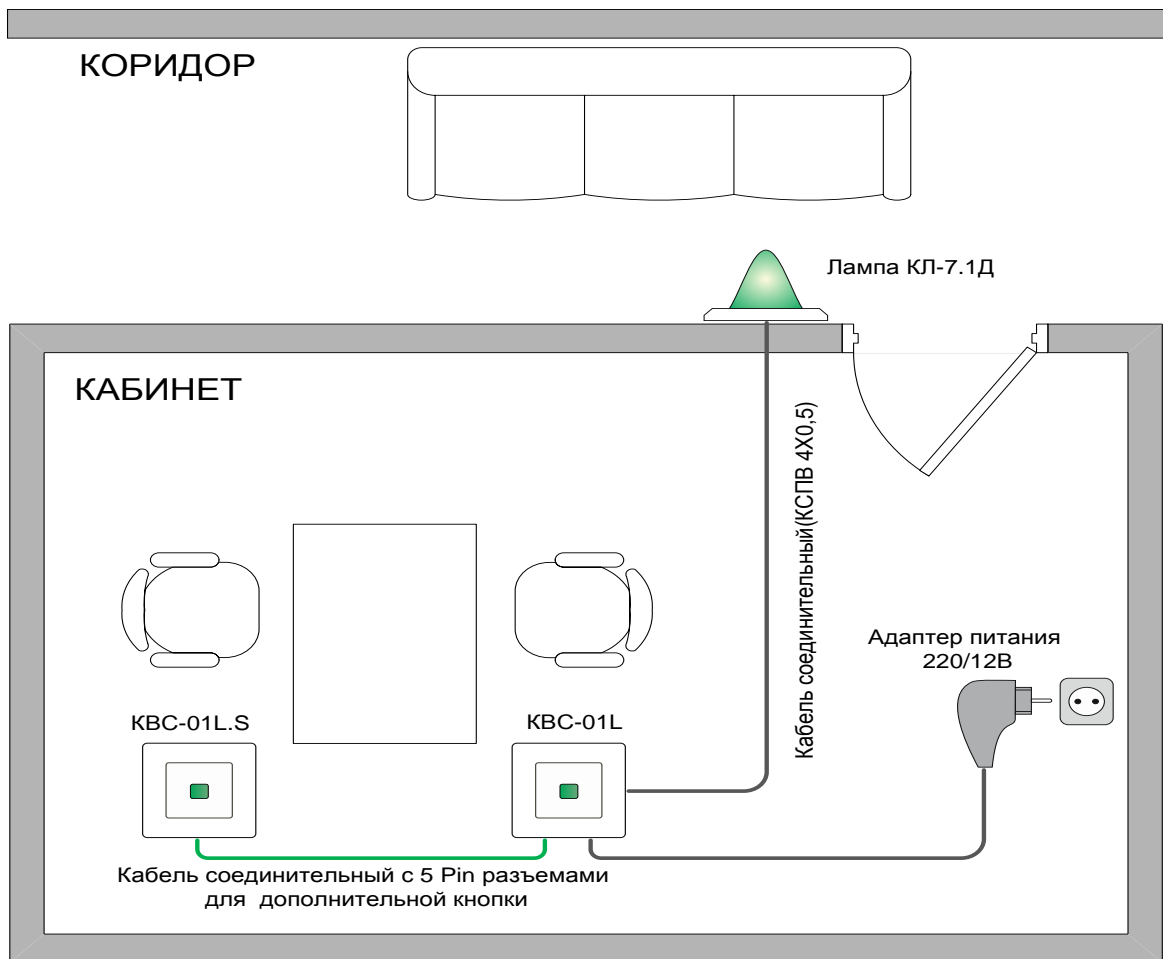 КОРИДОР
Лампа КЛ-7.1Д
КАБИНЕТ
Кабель соединительный(КСПВ 4Х0,5)
Адаптер питания
220/12В
КВС-01L.S
КВС-01L
Кабель соединительный с 5 Pin разъемами
для дополнительной кнопки